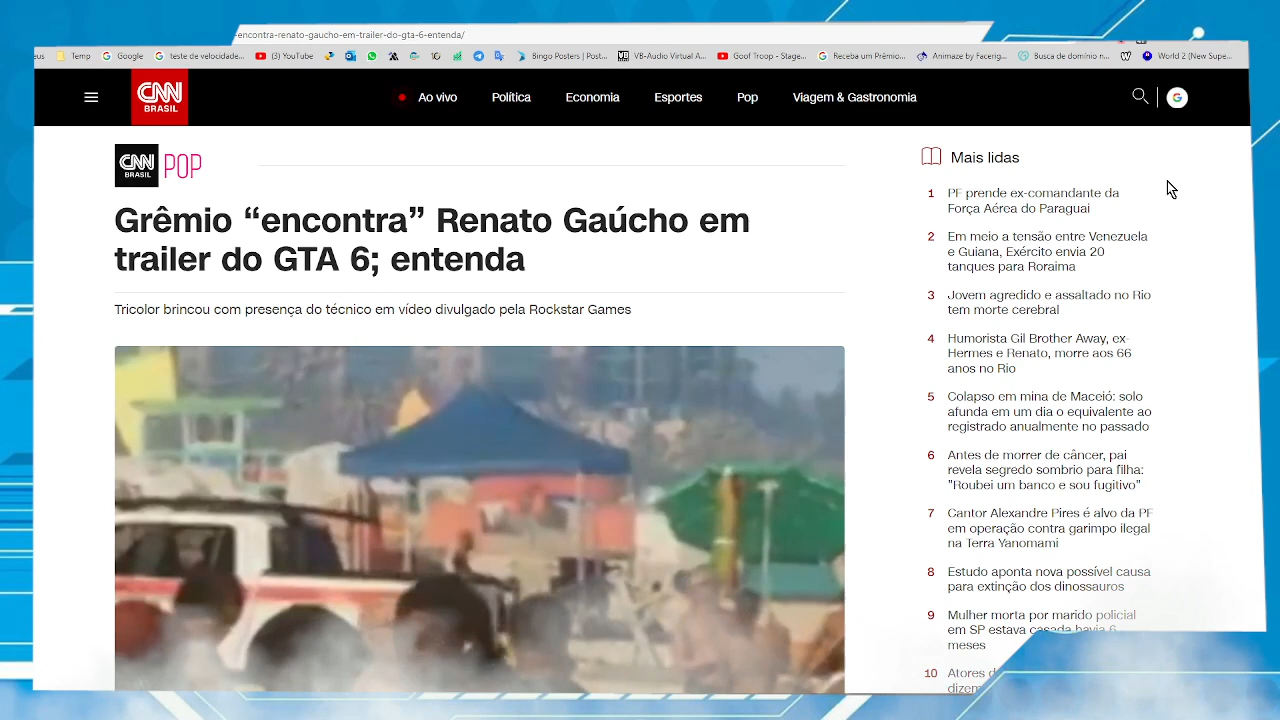 encontra-renato-gaucho-em-trailer-do-gta-6-entenda/
eus Temp Google teste de velocidade... (3) YouTube Bingo Posters | Post... VB-Audio Virtual A... Goof Troop - Stage... Receba um Prêmio... Animaze by Faceng... Busca de domínio n... World 2 (New Supe...
CNN
BRASIL
Ao vivo Política Economia Esportes Pop Viagem & Gastronomia
CNN
BRASIL
POP
Grêmio “encontra” Renato Gaúcho em
trailer do GTA 6; entenda
Tricolor brincou com presença do técnico em vídeo divulgado pela Rockstar Games
Mais lidas
1 PF prende ex-comandante da
Força Aérea do Paraguai
2 Em meio a tensão entre Venezuela
e Guiana, Exército envia 20
tanques para Roraima
3 Jovem agredido e assaltado no Rio
tem morte cerebral
4 Humorista Gil Brother Away, ex-
Hermes e Renato, morre aos 66
anos no Rio
5 Colapso em mina de Maceió: solo
afunda em um dia o equivalente ao
registrado anualmente no passado
6 Antes de morrer de câncer, pai
revela segredo sombrio para filha:
"Roubei um banco e sou fugitivo"
7 Cantor Alexandre Pires é alvo da PF
em operação contra garimpo ilegal
na Terra Yanomami
8 Estudo aponta nova possível causa
para extinção dos dinossauros
9 Mulher morta por marido policial
em SP estava casada havia 6
meses
10 Atores